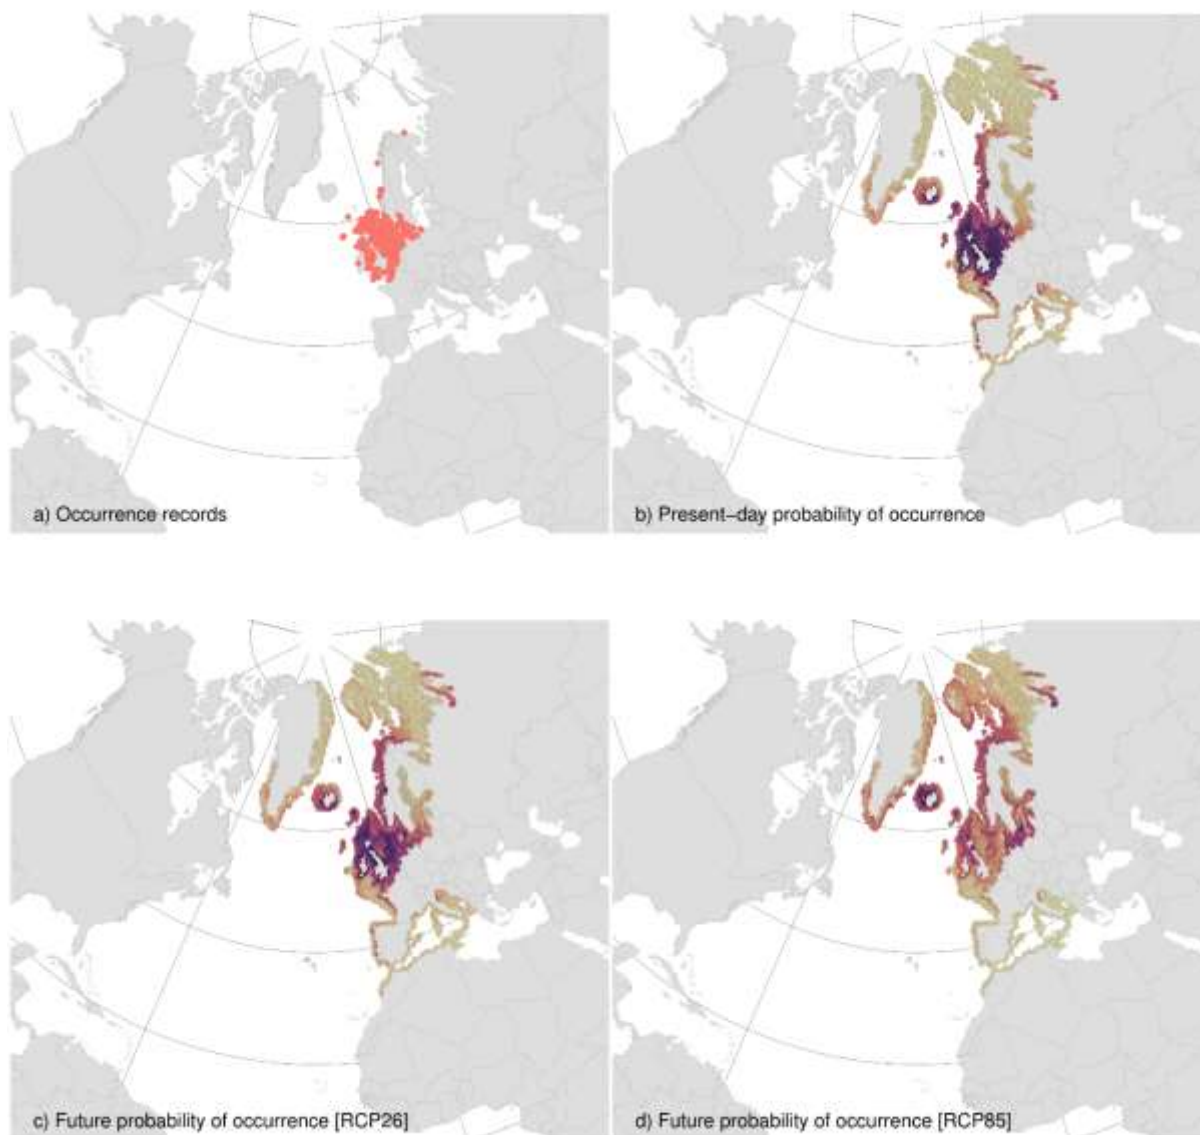 a) Occurrence records
b) Present-day probability of occurrence
c) Future probability of occurrence [RCP26]
d) Future probability of occurrence [RCP85]